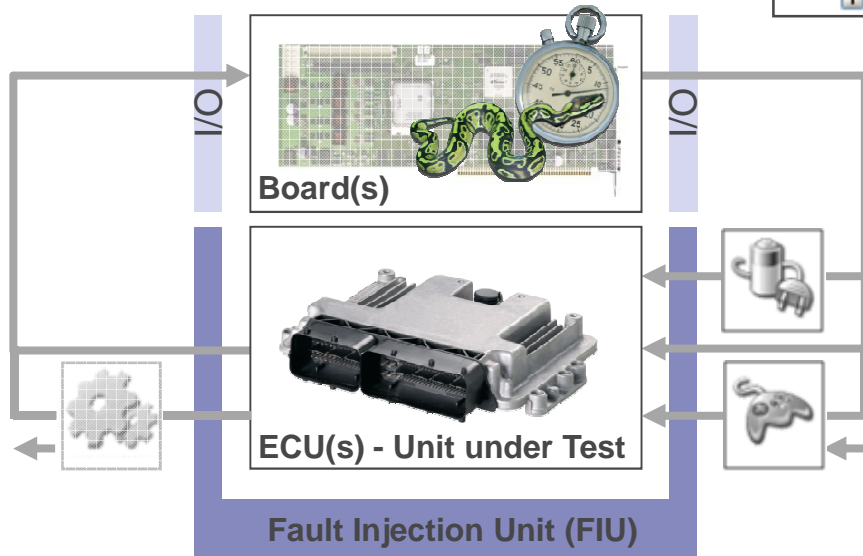 I/O
I/O
Board(s)
ECU(s) - Unit under Test
Fault Injection Unit (FIU)